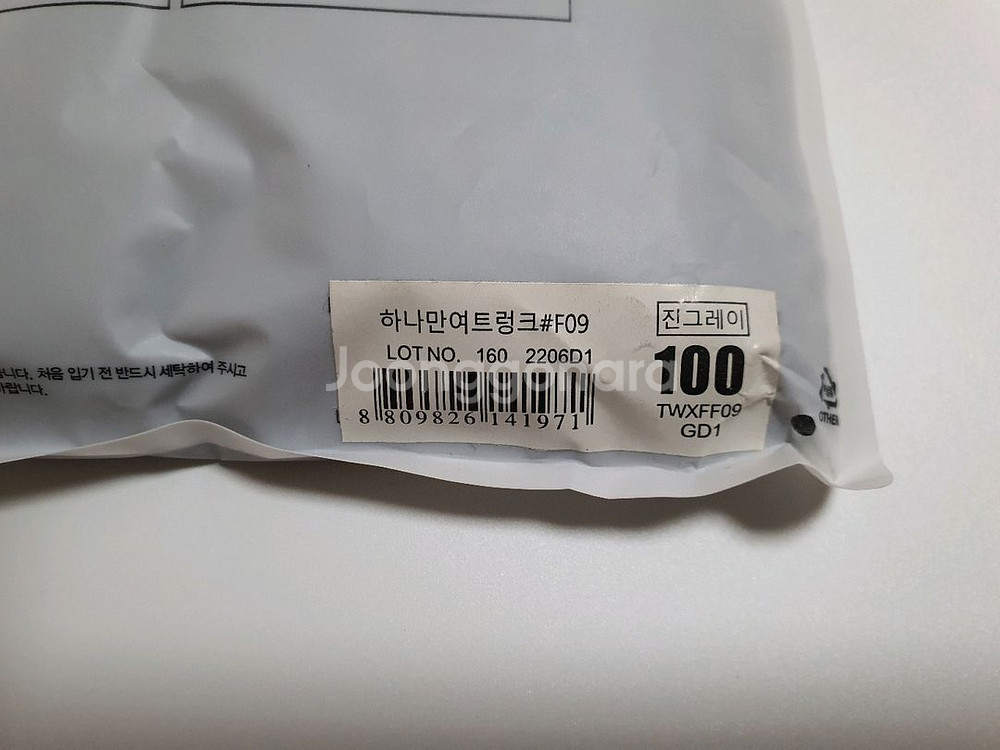 하나만여트렁크#F09
진그레이
LOT NO. 160 2206D1
100
TWXFF09
GD1
8 809826 141971
Joonggonara
처음 입기 전 반드시 세탁하여 주시고
OTHER